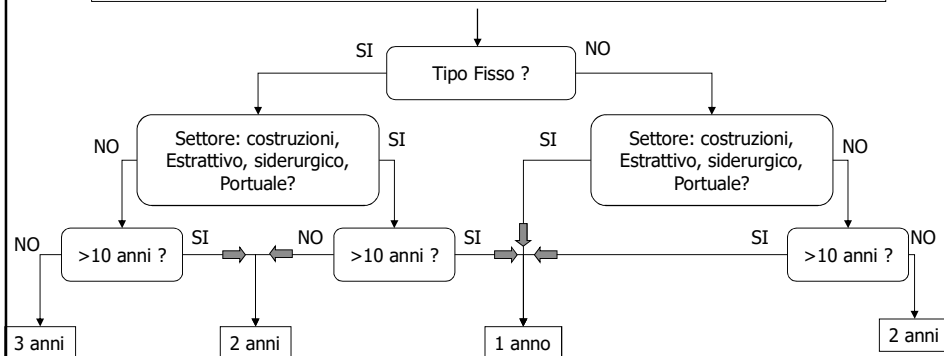 SI
NO
Tipo Fisso ?
NO
Settore: costruzioni,
Estrattivo, siderurgico,
Portuale?
SI
SI
Settore: costruzioni,
Estrattivo, siderurgico,
Portuale?
NO
NO
>10 anni ?
SI
NO
>10 anni ?
SI
SI
>10 anni ?
NO
3 anni
2 anni
1 anno
2 anni